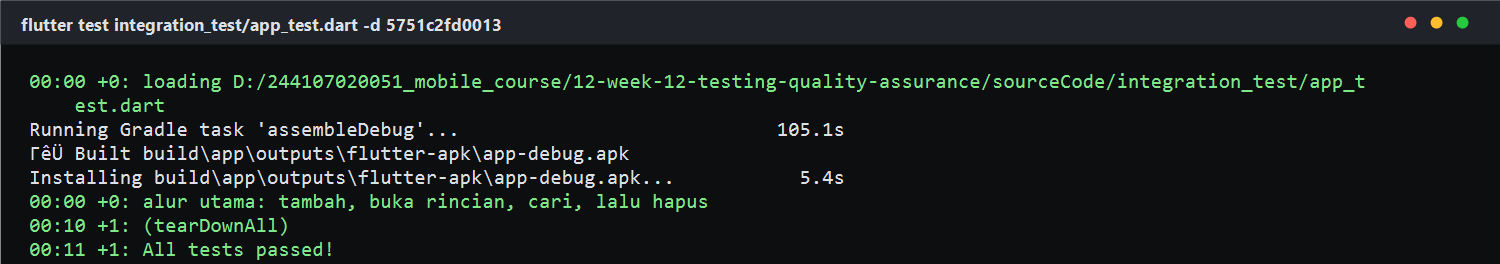 flutter test integration_test/app_test.dart -d 5751c2fd0013
00:00 +0: loading D:/244107020051_mobile_course/12-week-12-testing-quality-assurance/sourceCode/integration_test/app_t
est.dart
Running Gradle task 'assembleDebug'... 105.1s
ΓêÜ Built build\app\outputs\flutter-apk\app-debug.apk
Installing build\app\outputs\flutter-apk\app-debug.apk... 5.4s
00:00 +0: alur utama: tambah, buka rincian, cari, lalu hapus
00:10 +1: (tearDownAll)
00:11 +1: All tests passed!